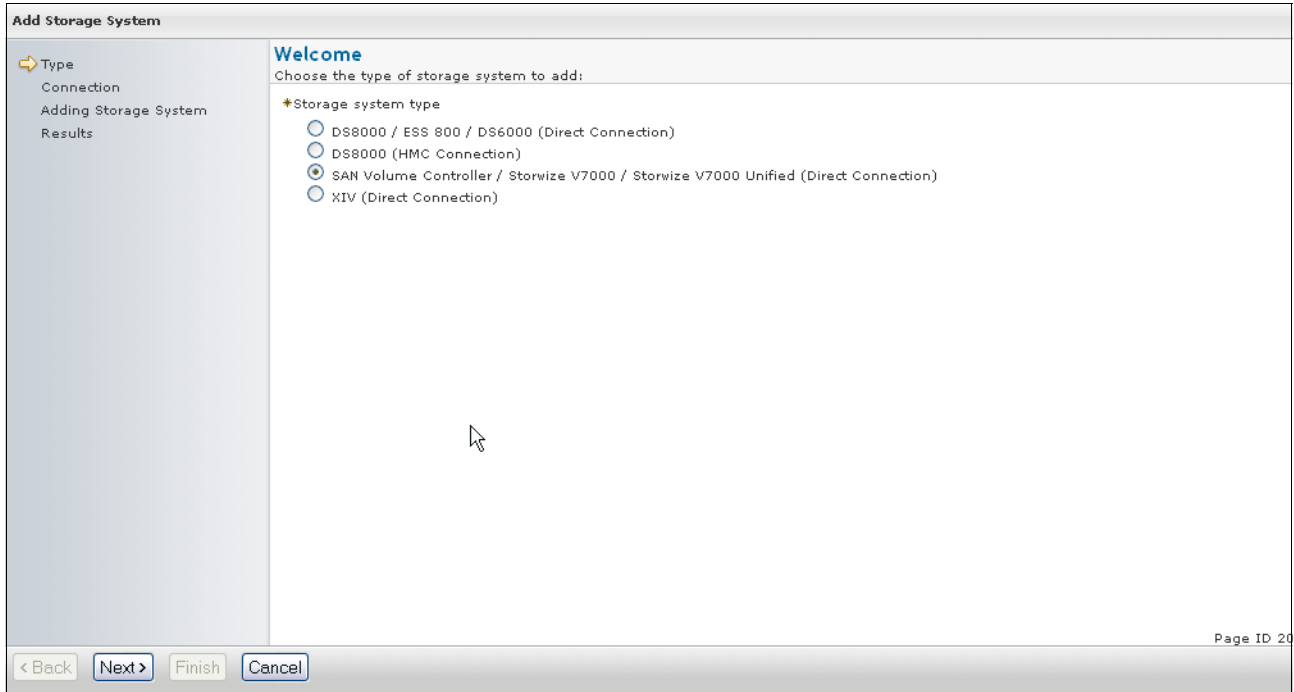 Add Storage System
Type
Connection
Adding Storage System
Results
Welcome
Choose the type of storage system to add:
*Storage system type
DS8000 / ESS 800 / DS6000 (Direct Connection)
DS8000 (HMC Connection)
SAN Volume Controller / Storwize V7000 / Storwize V7000 Unified (Direct Connection)
XIV (Direct Connection)
Page ID 20
< Back Next > Finish Cancel